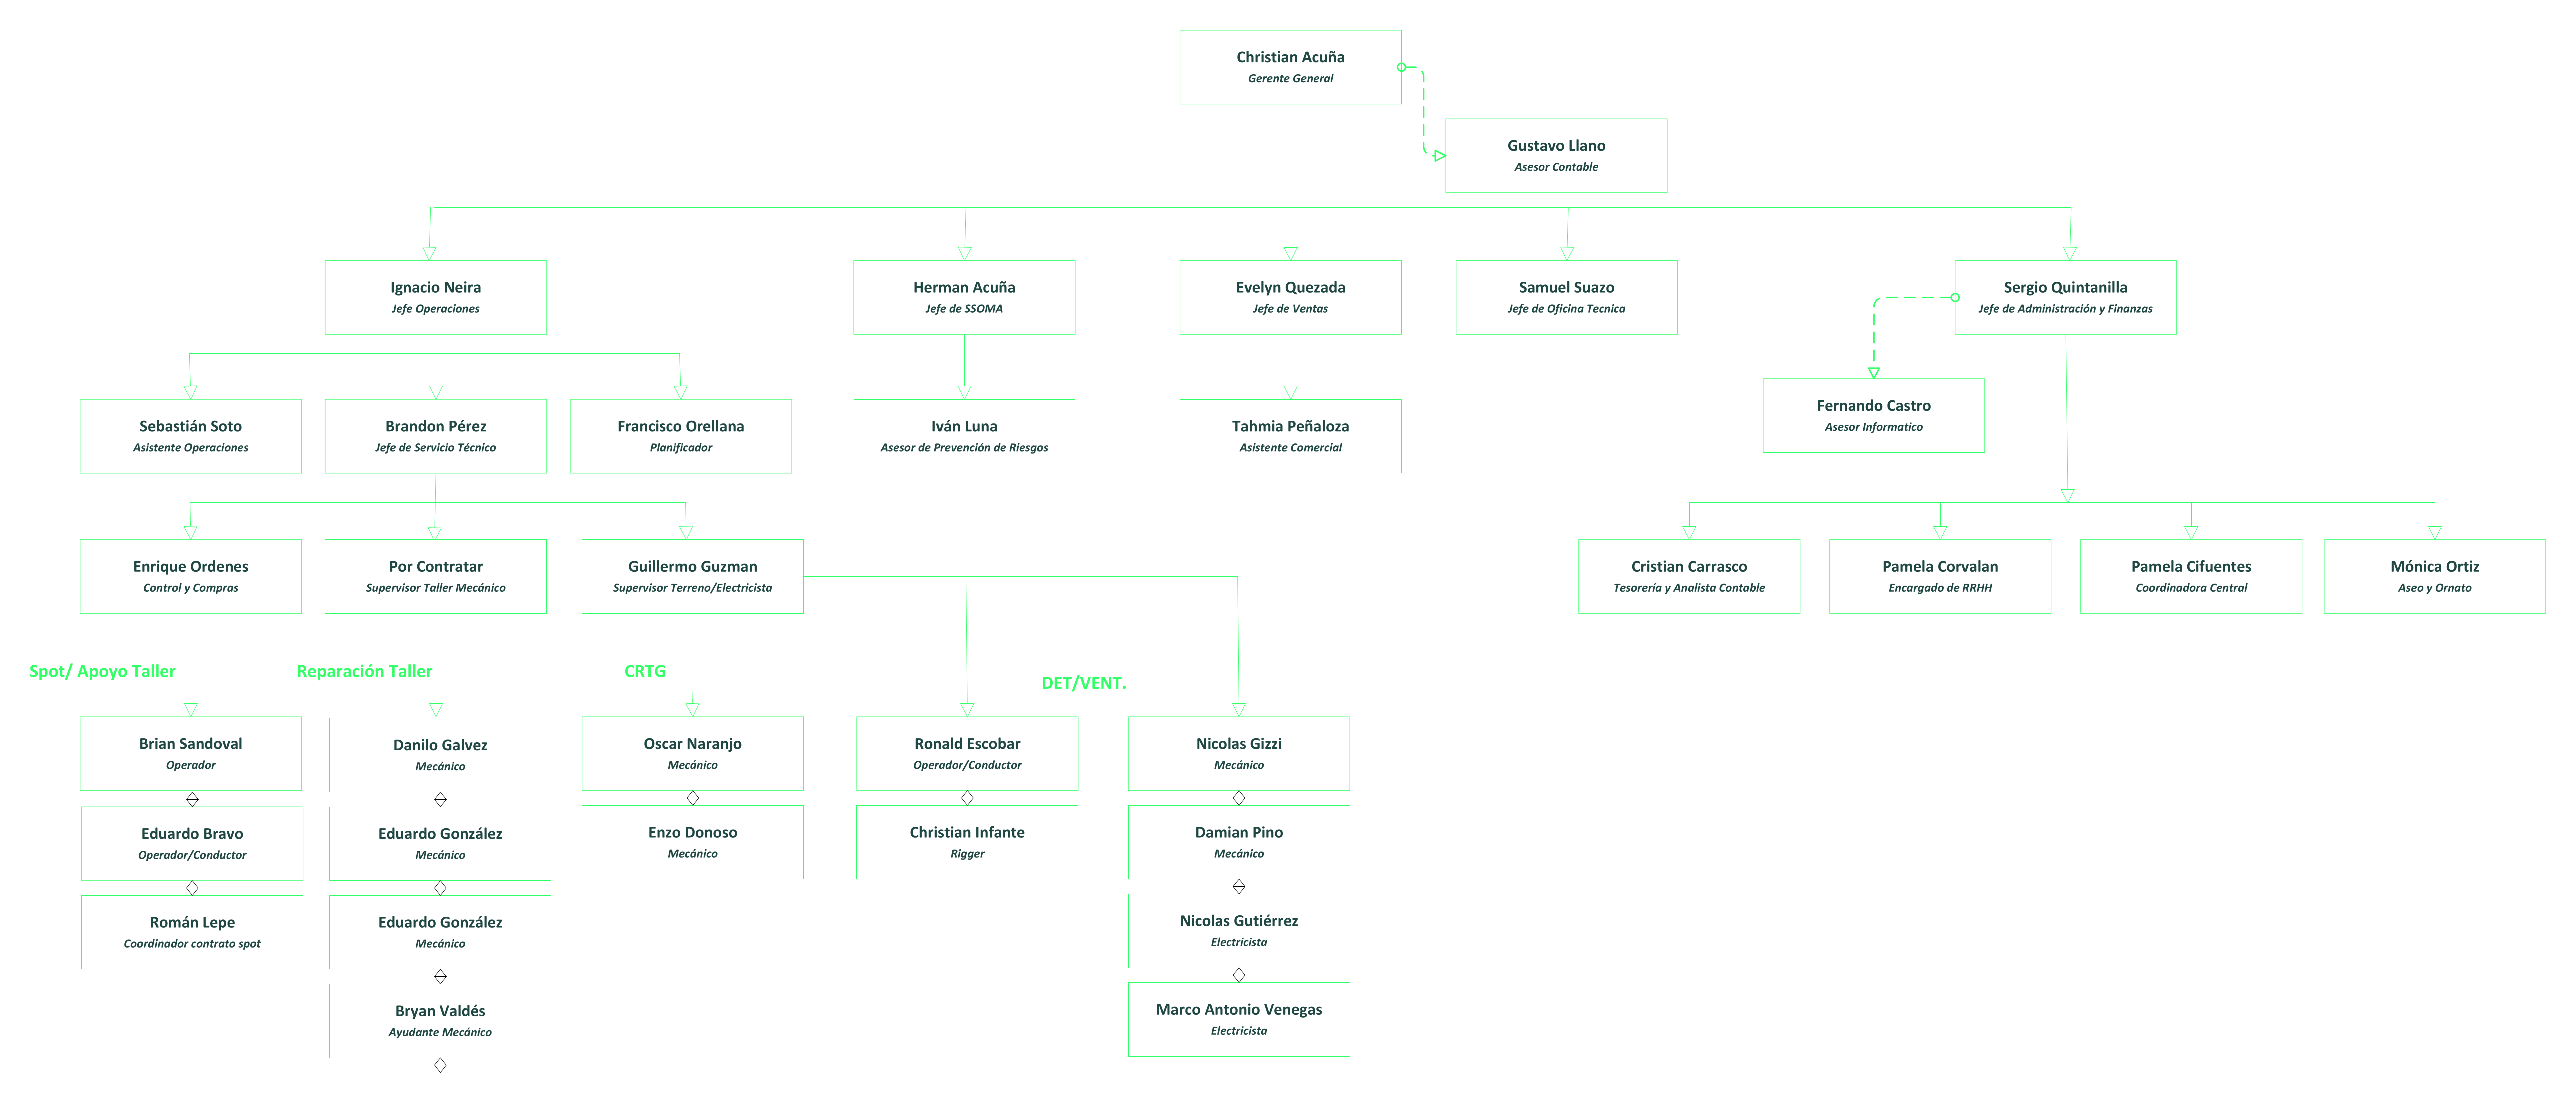 Christian Acuña
Gerente General
Gustavo Llano
Asesor Contable
Ignacio Neira
Jefe Operaciones
Herman Acuña
Jefe de SSOMA
Evelyn Quezada
Jefe de Ventas
Samuel Suazo
Jefe de Oficina Tecnica
Sergio Quintanilla
Jefe de Administración y Finanzas
Sebastián Soto
Asistente Operaciones
Brandon Pérez
Jefe de Servicio Técnico
Francisco Orellana
Planificador
Iván Luna
Asesor de Prevención de Riesgos
Tahmia Peñaloza
Asistente Comercial
Fernando Castro
Asesor Informatico
Enrique Ordenes
Control y Compras
Por Contratar
Supervisor Taller Mecánico
Guillermo Guzman
Supervisor Terreno/Electricista
Cristian Carrasco
Tesorería y Analista Contable
Pamela Corvalan
Encargado de RRHH
Pamela Cifuentes
Coordinadora Central
Mónica Ortiz
Aseo y Ornato
Spot/ Apoyo Taller
Reparación Taller
CRTG
DET/VENT.
Brian Sandoval
Operador
Danilo Galvez
Mecánico
Oscar Naranjo
Mecánico
Ronald Escobar
Operador/Conductor
Nicolas Gizzi
Mecánico
Eduardo Bravo
Operador/Conductor
Eduardo González
Mecánico
Enzo Donoso
Mecánico
Christian Infante
Rigger
Damian Pino
Mecánico
Román Lepe
Coordinador contrato spot
Eduardo González
Mecánico
Nicolas Gutiérrez
Electricista
Bryan Valdés
Ayudante Mecánico
Marco Antonio Venegas
Electricista